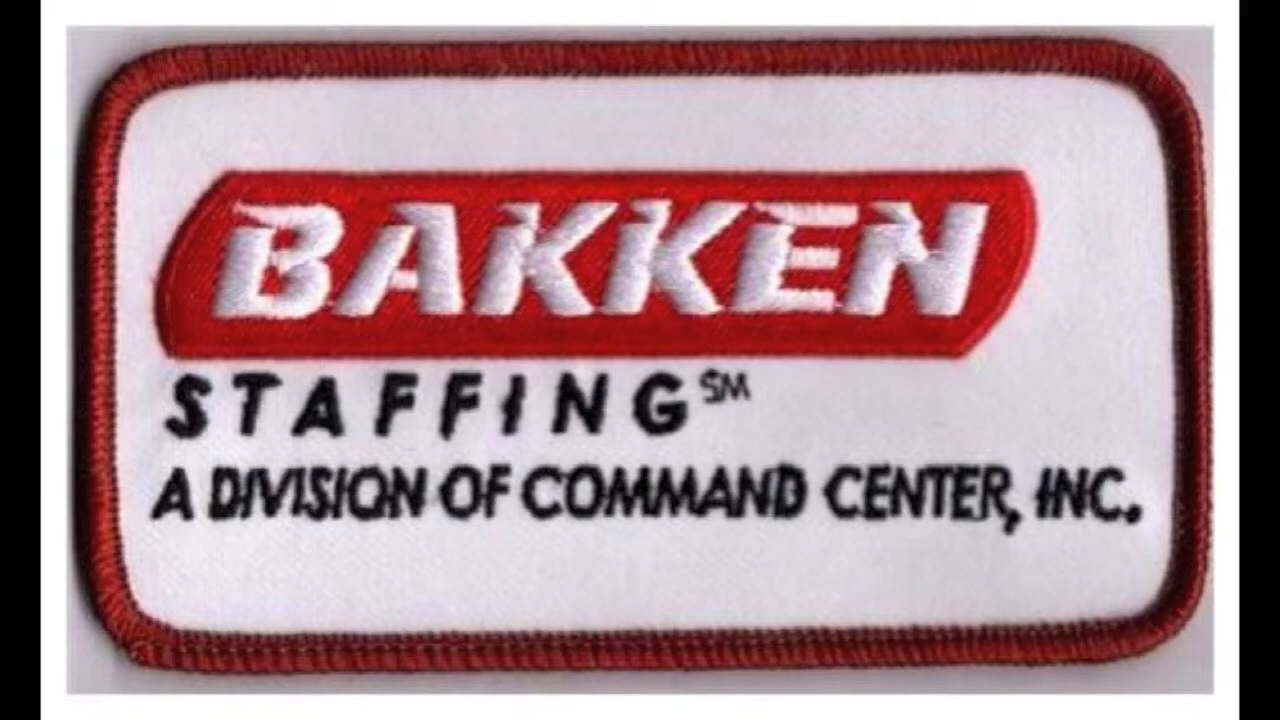 BAKKEN
STAFFING℠
A DIVISION OF COMMAND CENTER, INC.